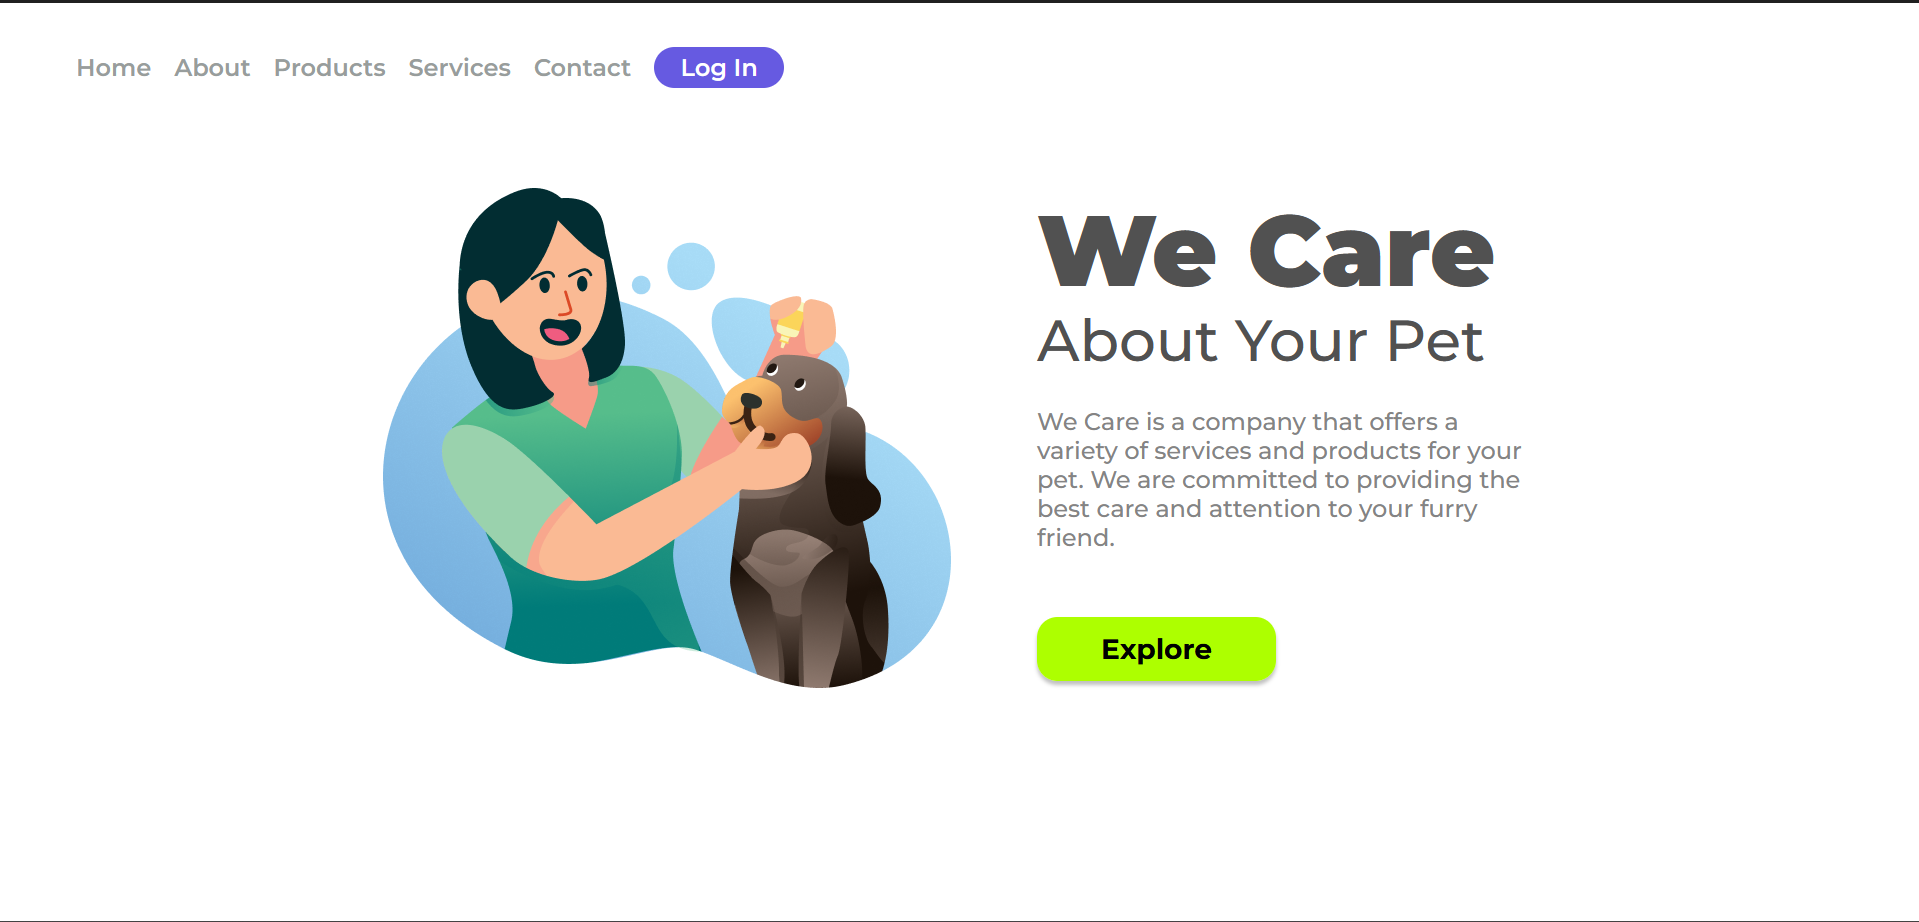 Home About Products Services Contact Log In
We Care
About Your Pet
We Care is a company that offers a
variety of services and products for your
pet. We are committed to providing the
best care and attention to your furry
friend.
Explore